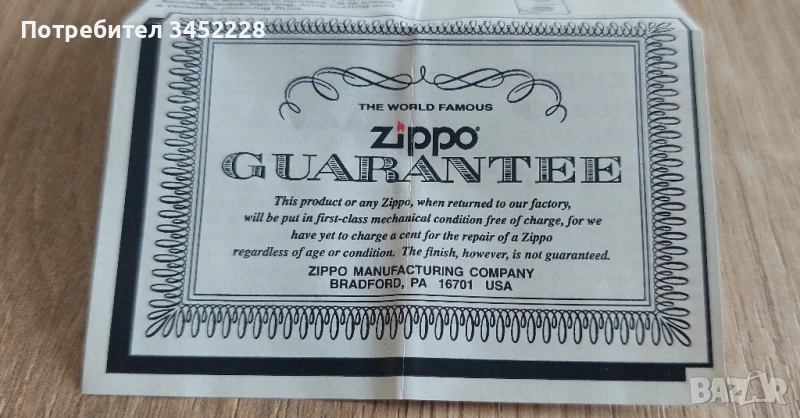 Потребител 3452228
THE WORLD FAMOUS
Zippo®
GUARANTEE
This product or any Zippo, when returned to our factory,
will be put in first-class mechanical condition free of charge, for we
have yet to charge a cent for the repair of a Zippo
regardless of age or condition. The finish, however, is not guaranteed.
ZIPPO MANUFACTURING COMPANY
BRADFORD, PA 16701 USA
BAZAR